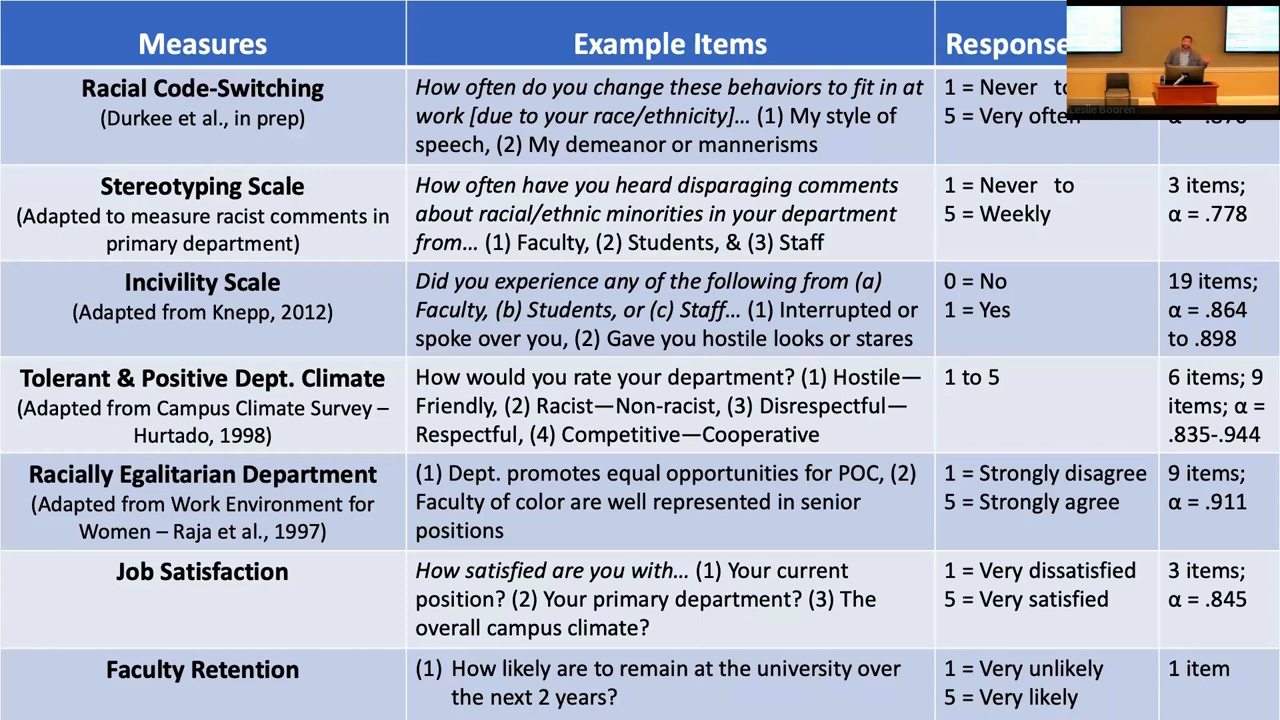 Measures
Example Items
Response
Racial Code-Switching
(Durkee et al., in prep)
How often do you change these behaviors to fit in at
work [due to your race/ethnicity]... (1) My style of
speech, (2) My demeanor or mannerisms
1 = Never to
5 = Very often
Leslie Booren
Stereotyping Scale
(Adapted to measure racist comments in
primary department)
How often have you heard disparaging comments
about racial/ethnic minorities in your department
from... (1) Faculty, (2) Students, & (3) Staff
1 = Never to
5 = Weekly
3 items;
α = .778
Incivility Scale
(Adapted from Knepp, 2012)
Did you experience any of the following from (a)
Faculty, (b) Students, or (c) Staff... (1) Interrupted or
spoke over you, (2) Gave you hostile looks or stares
0 = No
1 = Yes
19 items;
α = .864
to .898
Tolerant & Positive Dept. Climate
(Adapted from Campus Climate Survey –
Hurtado, 1998)
How would you rate your department? (1) Hostile—
Friendly, (2) Racist—Non-racist, (3) Disrespectful—
Respectful, (4) Competitive—Cooperative
1 to 5
6 items; 9
items; α =
.835-.944
Racially Egalitarian Department
(Adapted from Work Environment for
Women – Raja et al., 1997)
(1) Dept. promotes equal opportunities for POC, (2)
Faculty of color are well represented in senior
positions
1 = Strongly disagree
5 = Strongly agree
9 items;
α = .911
Job Satisfaction
How satisfied are you with... (1) Your current
position? (2) Your primary department? (3) The
overall campus climate?
1 = Very dissatisfied
5 = Very satisfied
3 items;
α = .845
Faculty Retention
(1) How likely are to remain at the university over
the next 2 years?
1 = Very unlikely
5 = Very likely
1 item